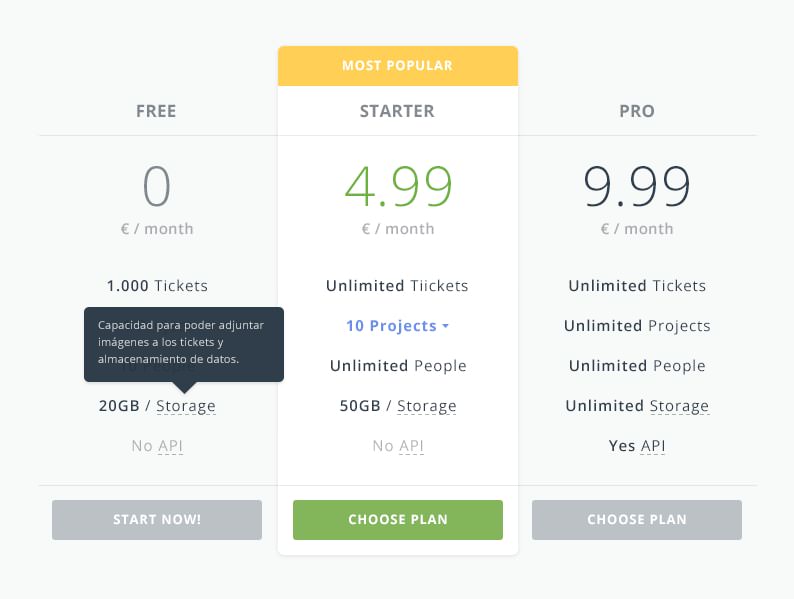 MOST POPULAR
FREE
STARTER
PRO
0
€ / month
4.99
€ / month
9.99
€ / month
1.000 Tickets
Unlimited Tiickets
Unlimited Tickets
Capacidad para poder adjuntar
imágenes a los tickets y
almacenamiento de datos.
10 Projects
Unlimited Projects
10 People
Unlimited People
Unlimited People
20GB / Storage
50GB / Storage
Unlimited Storage
No API
No API
Yes API
START NOW!
CHOOSE PLAN
CHOOSE PLAN